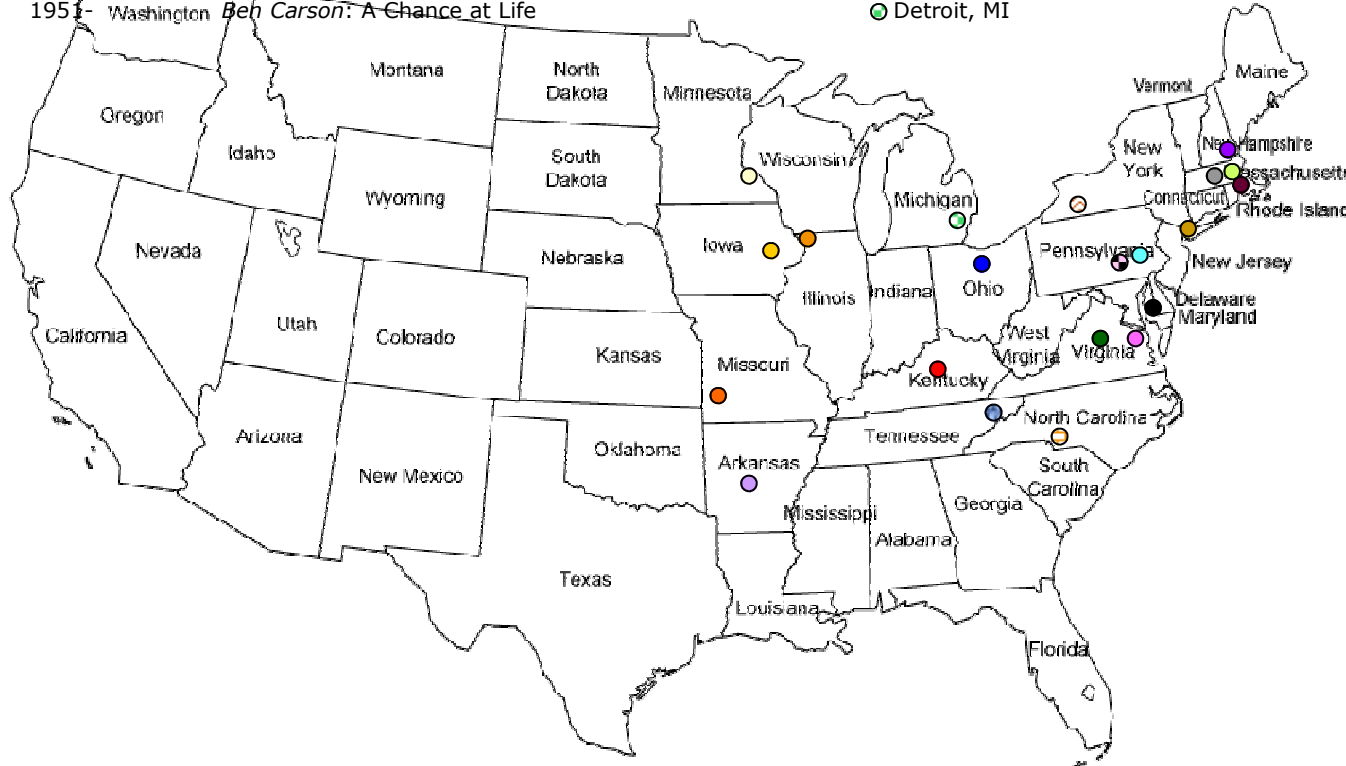 1951- Ben Carson: A Chance at Life Detroit, MI
Washington
Montana
North
Dakota
Minnesota
Maine
Vermont
Oregon
Idaho
South
Dakota
Wisconsin
New
York
New Hampshire
Massachusetts
Wyoming
Michigan
Connecticut
Rhode Island
Nevada
Iowa
Nebraska
Pennsylvania
New Jersey
Illinois
Indiana
Ohio
Delaware
Maryland
California
Utah
Colorado
Kansas
Missouri
West
Virginia
Virginia
Kentucky
Arizona
New Mexico
Oklahoma
Arkansas
Tennessee
North Carolina
South
Carolina
Mississippi
Alabama
Georgia
Texas
Louisiana
Florida